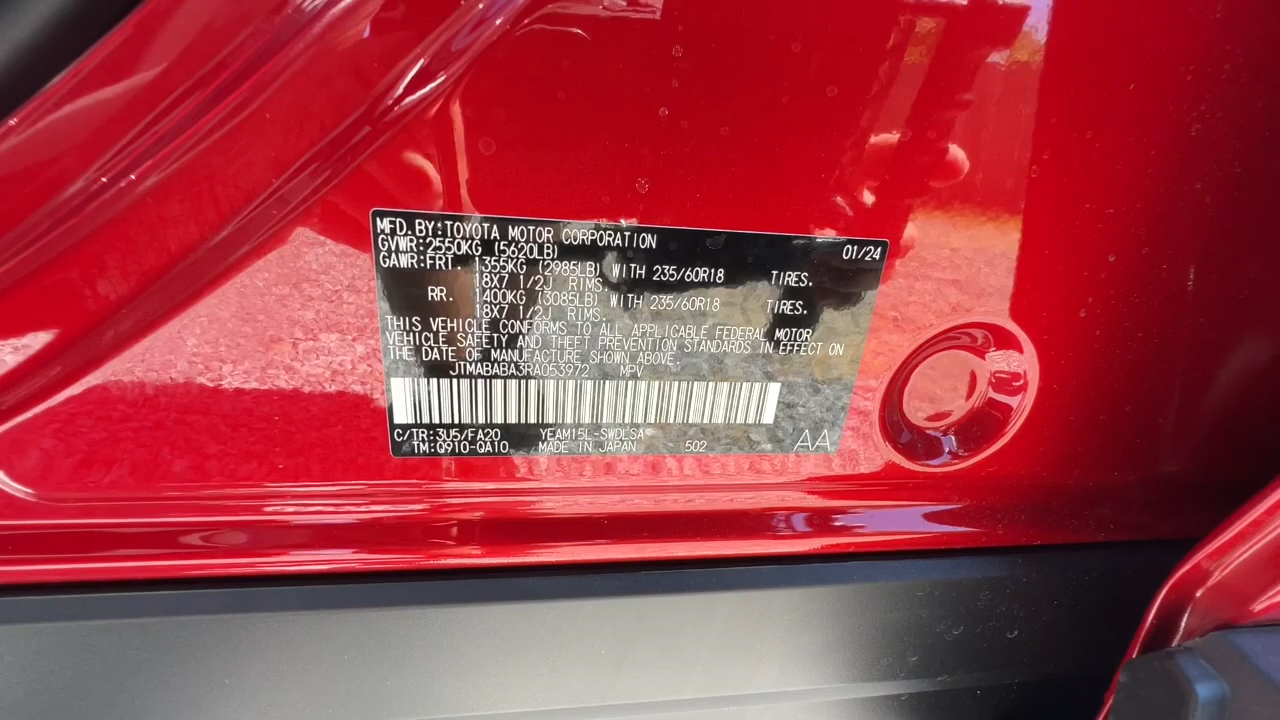 MFD.BY:TOYOTA MOTOR CORPORATION 01/24
GVWR:2550KG (5620LB)
GAWR:FRT. 1355KG (2985LB) WITH 235/60R18 TIRES.
18X7 1/2J RIMS.
RR. 1400KG (3085LB) WITH 235/60R18 TIRES.
18X7 1/2J RIMS.
THIS VEHICLE CONFORMS TO ALL APPLICABLE FEDERAL MOTOR
VEHICLE SAFETY AND THEFT PREVENTION STANDARDS IN EFFECT ON
THE DATE OF MANUFACTURE SHOWN ABOVE.
JTMABABA3RA053972 MPV
C/TR:3U5/FA20 YEAM15L-SWDLSA
TM:Q910-QA10 MADE IN JAPAN 502 AA